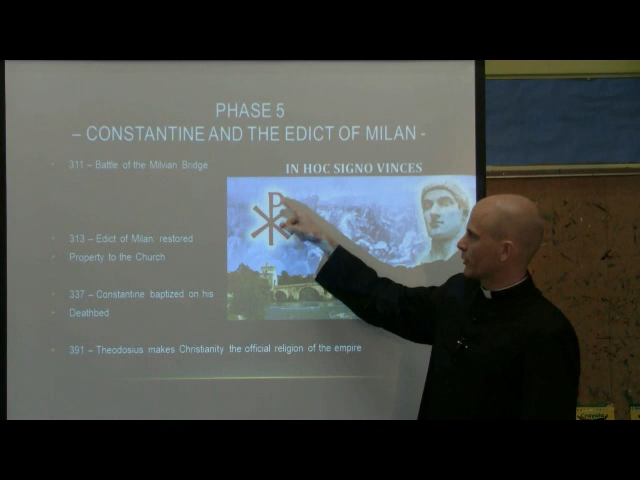 PHASE 5
– CONSTANTINE AND THE EDICT OF MILAN -
311 – Battle of the Milvian Bridge
IN HOC SIGNO VINCES
313 – Edict of Milan restored
Property to the Church
337 – Constantine baptized on his
Deathbed
391 – Theodosius makes Christianity the official religion of the empire